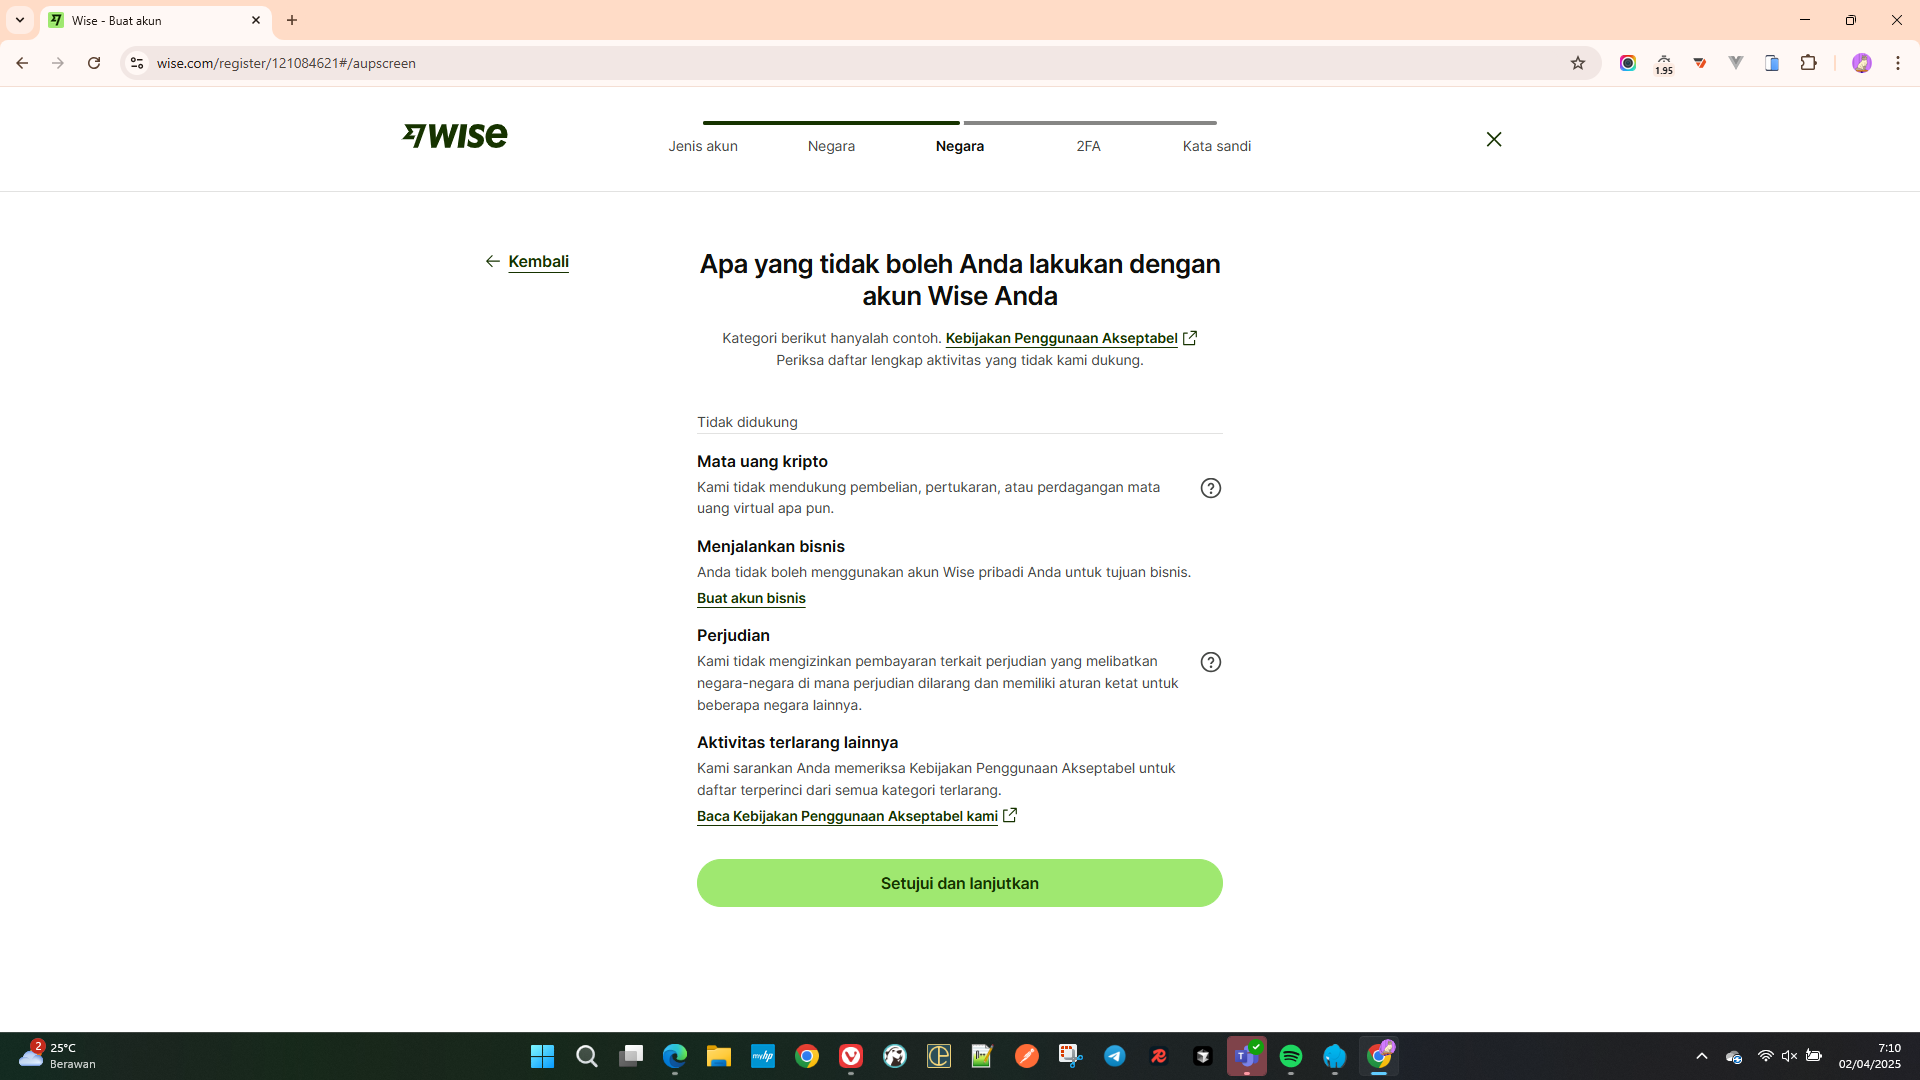 Wise - Buat akun
wise.com/register/121084621#/aupscreen
1.95
WISE
Jenis akun
Negara
Negara
2FA
Kata sandi
Kembali
Apa yang tidak boleh Anda lakukan dengan
akun Wise Anda
Kategori berikut hanyalah contoh. Kebijakan Penggunaan Akseptabel
Periksa daftar lengkap aktivitas yang tidak kami dukung.
Tidak didukung
Mata uang kripto
Kami tidak mendukung pembelian, pertukaran, atau perdagangan mata
uang virtual apa pun.
Menjalankan bisnis
Anda tidak boleh menggunakan akun Wise pribadi Anda untuk tujuan bisnis.
Buat akun bisnis
Perjudian
Kami tidak mengizinkan pembayaran terkait perjudian yang melibatkan
negara-negara di mana perjudian dilarang dan memiliki aturan ketat untuk
beberapa negara lainnya.
Aktivitas terlarang lainnya
Kami sarankan Anda memeriksa Kebijakan Penggunaan Akseptabel untuk
daftar terperinci dari semua kategori terlarang.
Baca Kebijakan Penggunaan Akseptabel kami
Setujui dan lanjutkan
2
25°C
Berawan
myhp
7:10
02/04/2025